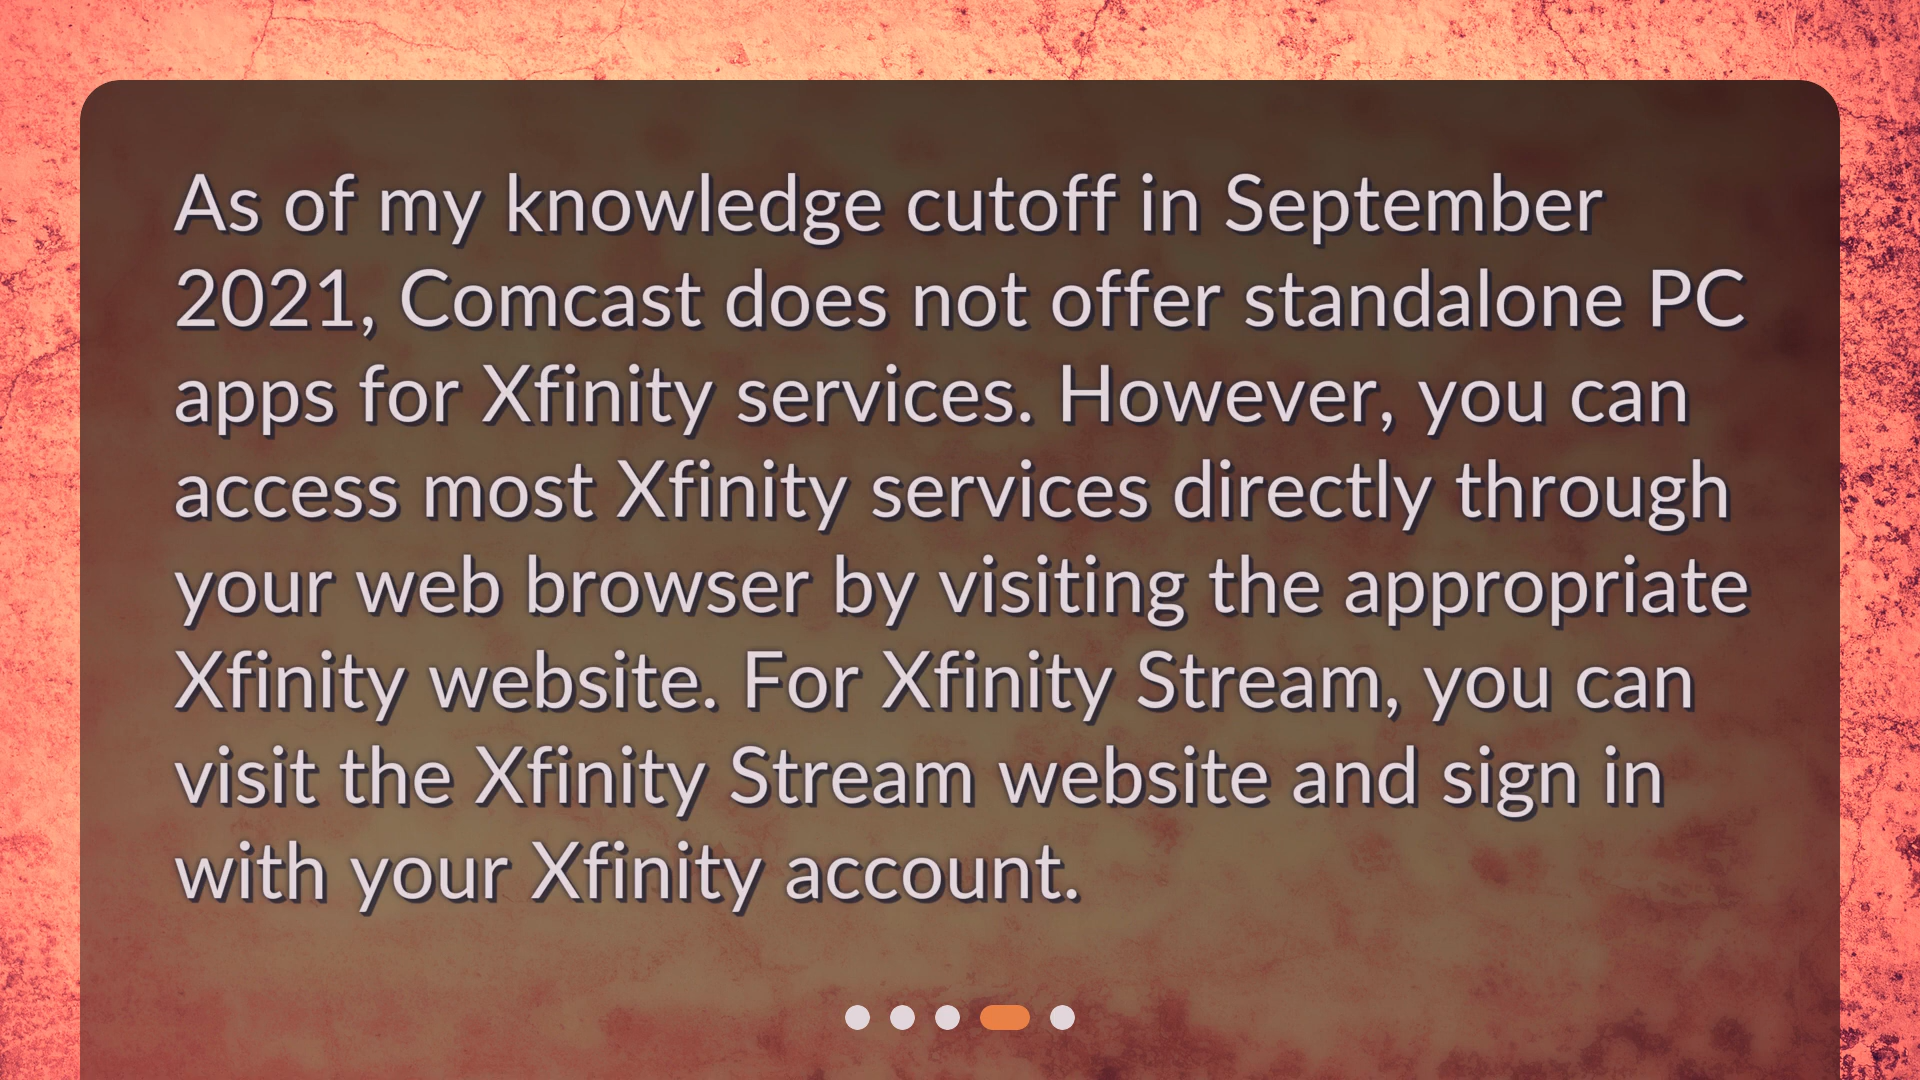 As of my knowledge cutoff in September
2021, Comcast does not offer standalone PC
apps for Xfinity services. However, you can
access most Xfinity services directly through
your web browser by visiting the appropriate
Xfinity website. For Xfinity Stream, you can
visit the Xfinity Stream website and sign in
with your Xfinity account.